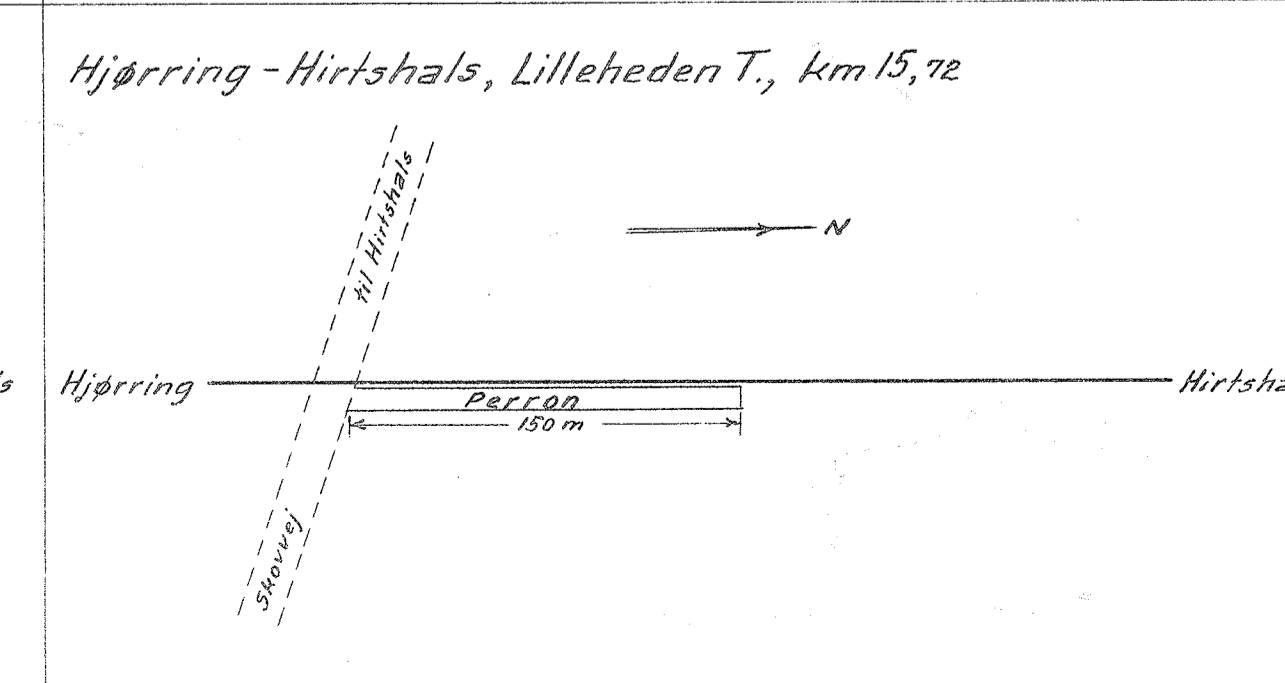 Hjørring - Hirtshals, Lilleheden T., km 15,72
til Hirtshals
N
Hjørring
Perron
150 m
Skovvej